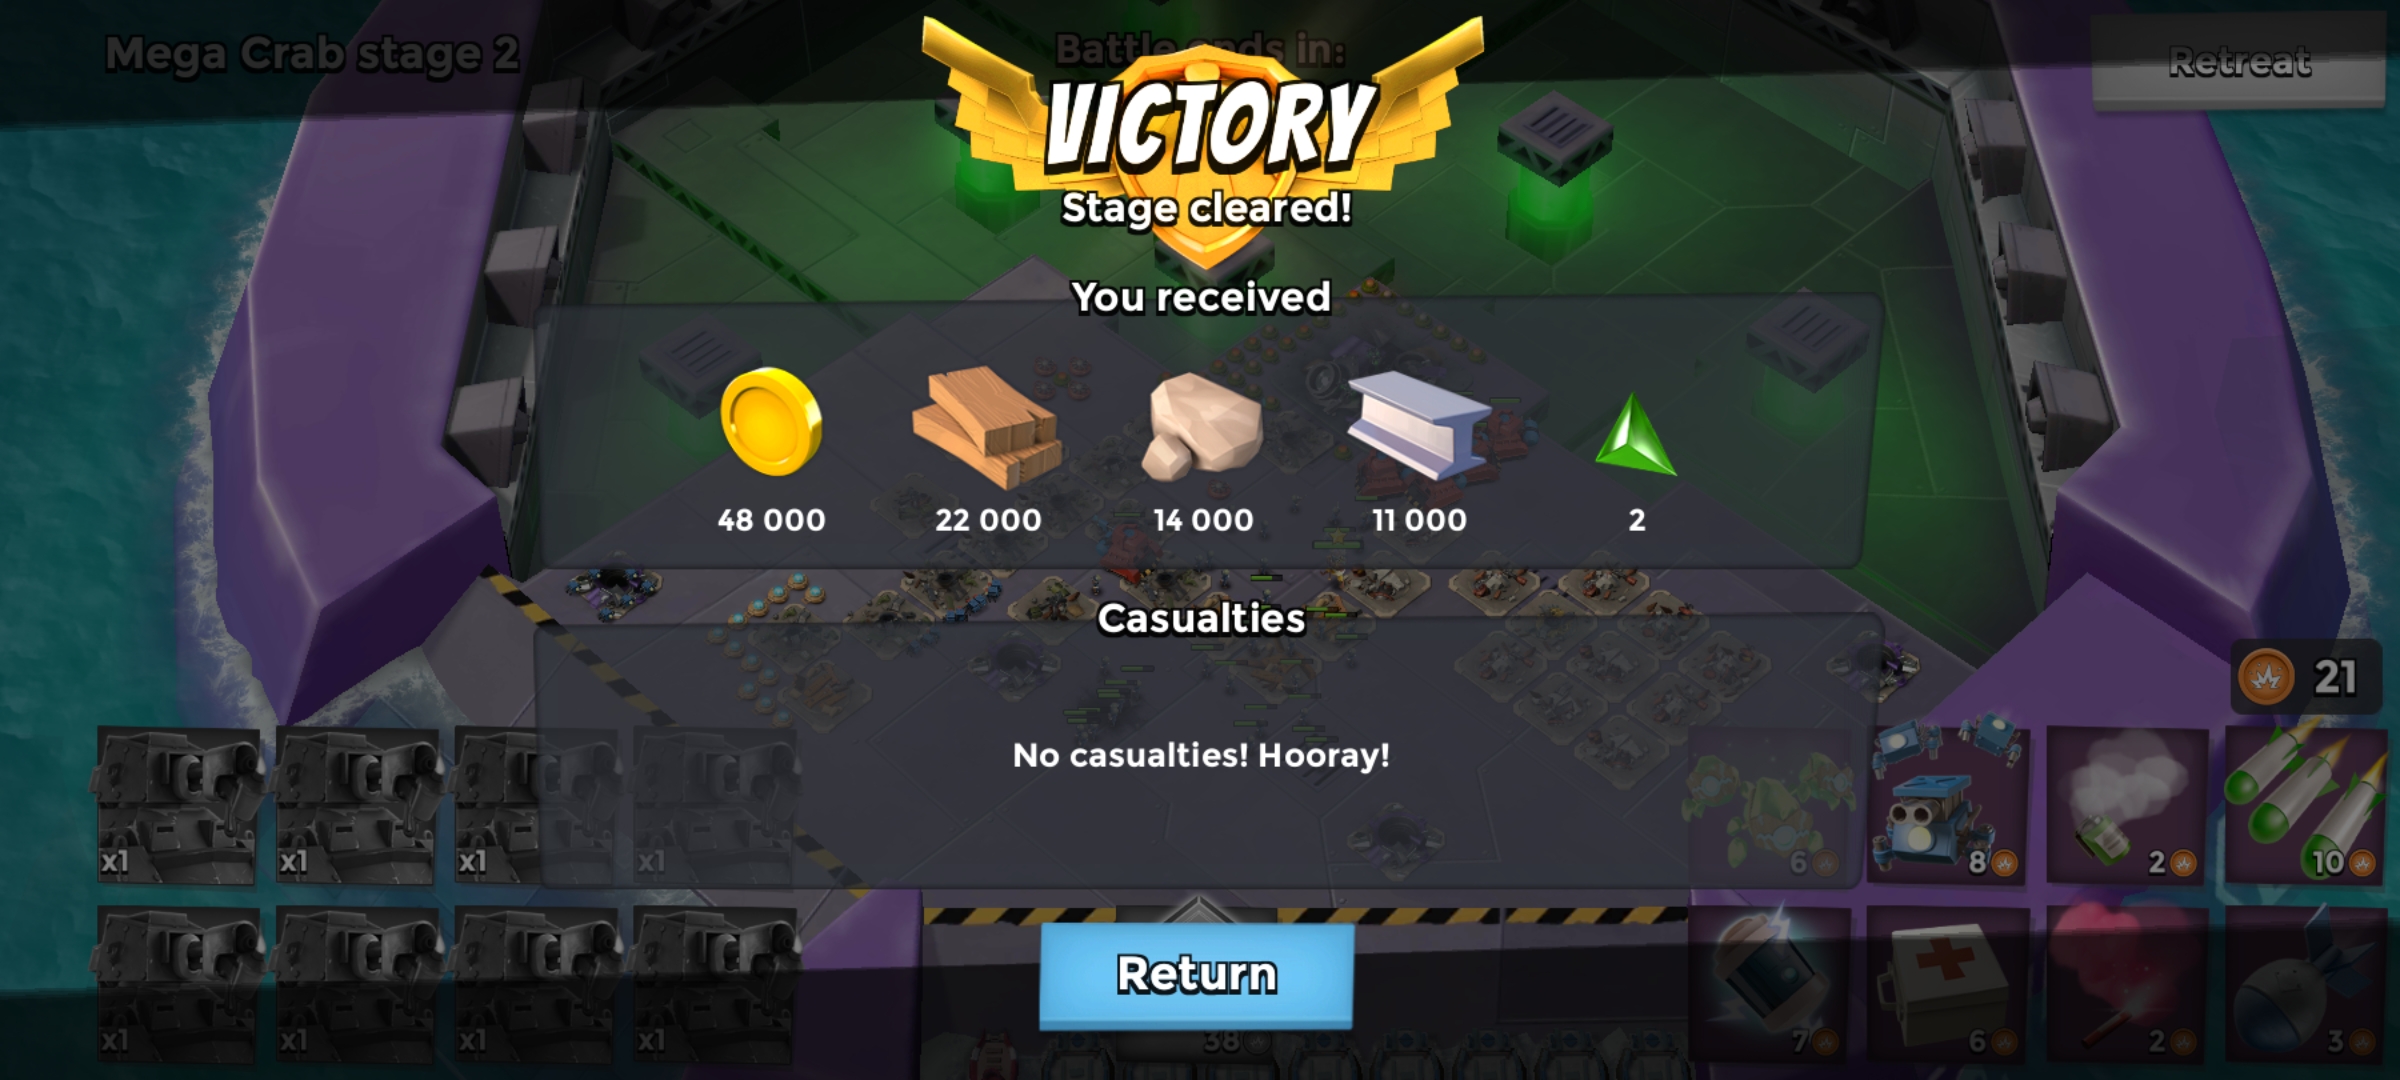 Mega Crab stage 2
Battle ends in:
Retreat
VICTORY
Stage cleared!
You received
48 000
22 000
14 000
11 000
2
Casualties
No casualties! Hooray!
21
x1
x1
x1
x1
6
8
2
10
Return
x1
x1
x1
x1
38
7
6
2
3